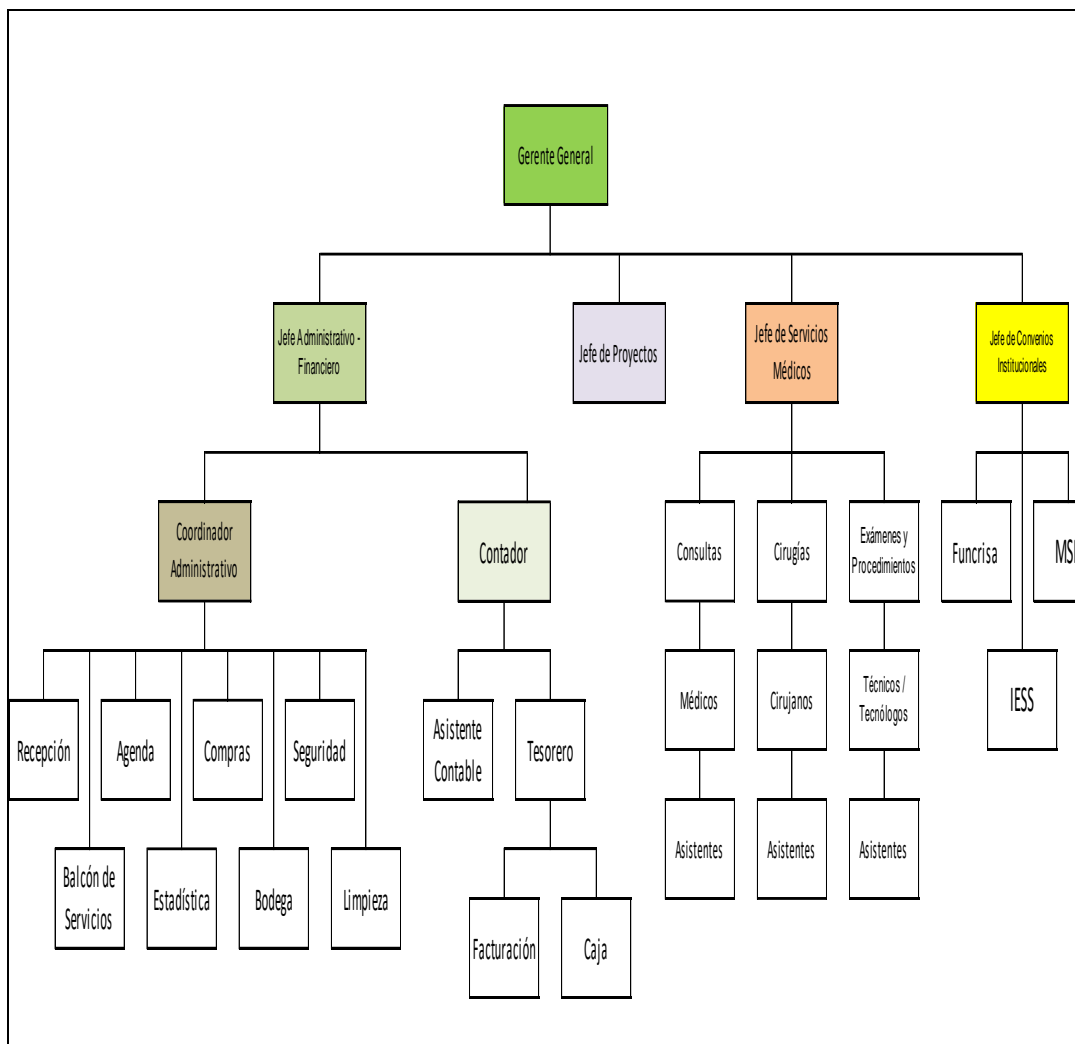 Gerente General
Jefe Administrativo -
Financiero
Jefe de Proyectos
Jefe de Servicios
Médicos
Jefe de Convenios
Institucionales
Coordinador
Administrativo
Contador
Consultas
Cirugías
Exámenes y
Procedimientos
Funcrisa
Médicos
Cirujanos
Técnicos /
Tecnólogos
IESS
Recepción
Agenda
Compras
Seguridad
Asistente
Contable
Tesorero
Asistentes
Asistentes
Asistentes
Balcón de
Servicios
Estadística
Bodega
Limpieza
Facturación
Caja